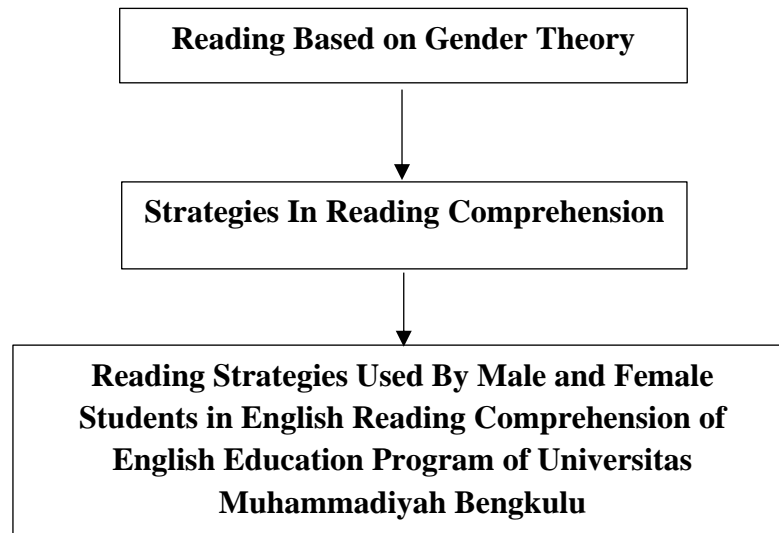 Reading Based on Gender Theory
Strategies In Reading Comprehension
Reading Strategies Used By Male and Female
Students in English Reading Comprehension of
English Education Program of Universitas
Muhammadiyah Bengkulu